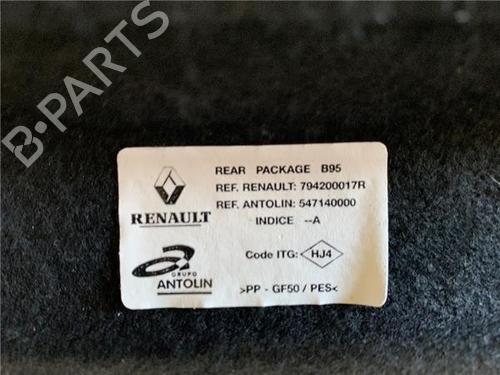 B-PARTS
REAR PACKAGE B95
REF. RENAULT: 794200017R
REF. ANTOLIN: 547140000
INDICE --A
RENAULT
Code ITG: HJ4
GRUPO
ANTOLIN
>PP - GF50 / PES<